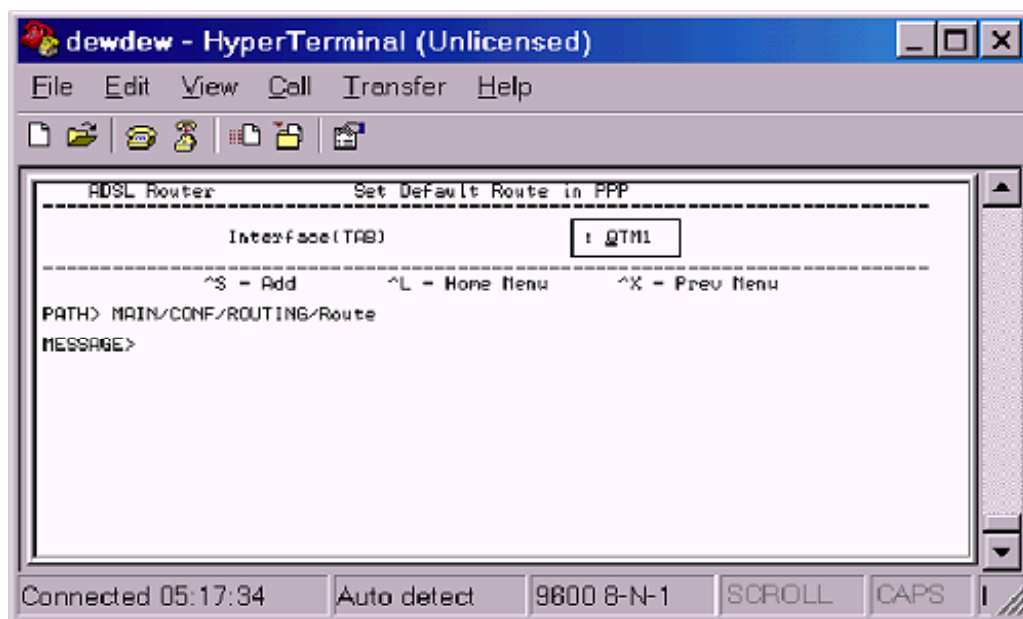 dewdew - HyperTerminal (Unlicensed)
File Edit View Call Transfer Help
ADSL Router Set Default Route in PPP
Interface(TAB) : ATM1
^S - Add ^L - Home Menu ^X - Prev Menu
PATH> MAIN/CONF/ROUTING/Route
MESSAGE>
Connected 05:17:34 Auto detect 9600 8-N-1 SCROLL CAPS